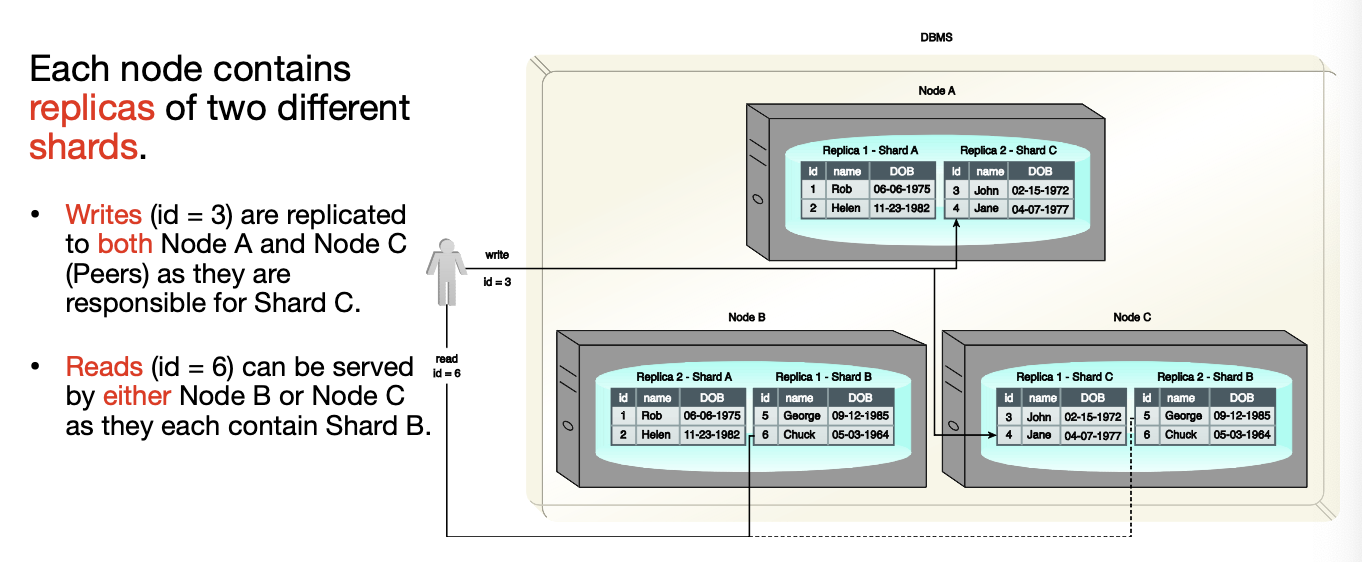 Each node contains
replicas of two different
shards.
• Writes (id = 3) are replicated
to both Node A and Node C
(Peers) as they are
responsible for Shard C.
• Reads (id = 6) can be served
by either Node B or Node C
as they each contain Shard B.
DBMS
Node A
Replica 1 - Shard A Replica 2 - Shard C
id name DOB id name DOB
1 Rob 06-06-1975 3 John 02-15-1972
2 Helen 11-23-1982 4 Jane 04-07-1977
write
id = 3
read
id = 6
Node B
Replica 2 - Shard A Replica 1 - Shard B
id name DOB id name DOB
1 Rob 06-06-1975 5 George 09-12-1985
2 Helen 11-23-1982 6 Chuck 05-03-1964
Node C
Replica 1 - Shard C Replica 2 - Shard B
id name DOB id name DOB
3 John 02-15-1972 5 George 09-12-1985
4 Jane 04-07-1977 6 Chuck 05-03-1964